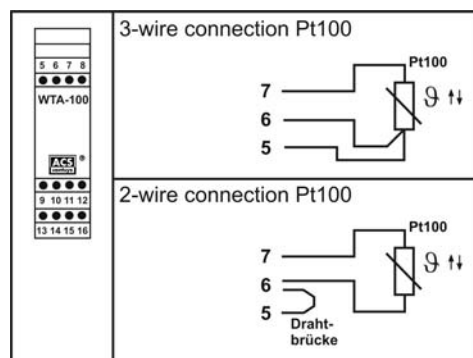 5 6 7 8
WTA-100
ACS
®
9 10 11 12
13 14 15 16
3-wire connection Pt100
Pt100
7
ϑ ↑↓
6
5
2-wire connection Pt100
Pt100
7
ϑ ↑↓
6
5
Draht-
brücke